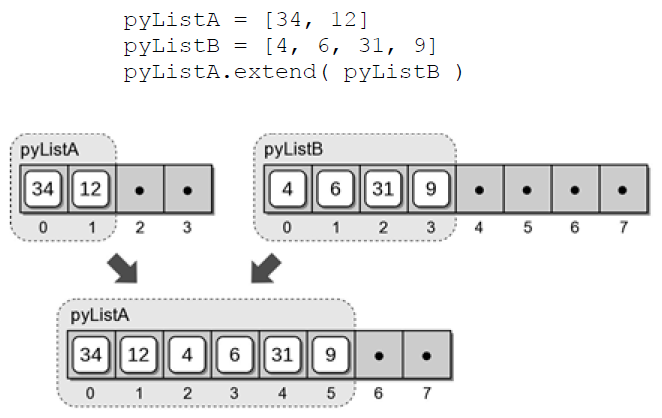 pyListA = [34, 12]
pyListB = [4, 6, 31, 9]
pyListA.extend( pyListB )
pyListA
34 12 • •
0 1 2 3
pyListB
4 6 31 9 • • • •
0 1 2 3 4 5 6 7
pyListA
34 12 4 6 31 9 • •
0 1 2 3 4 5 6 7